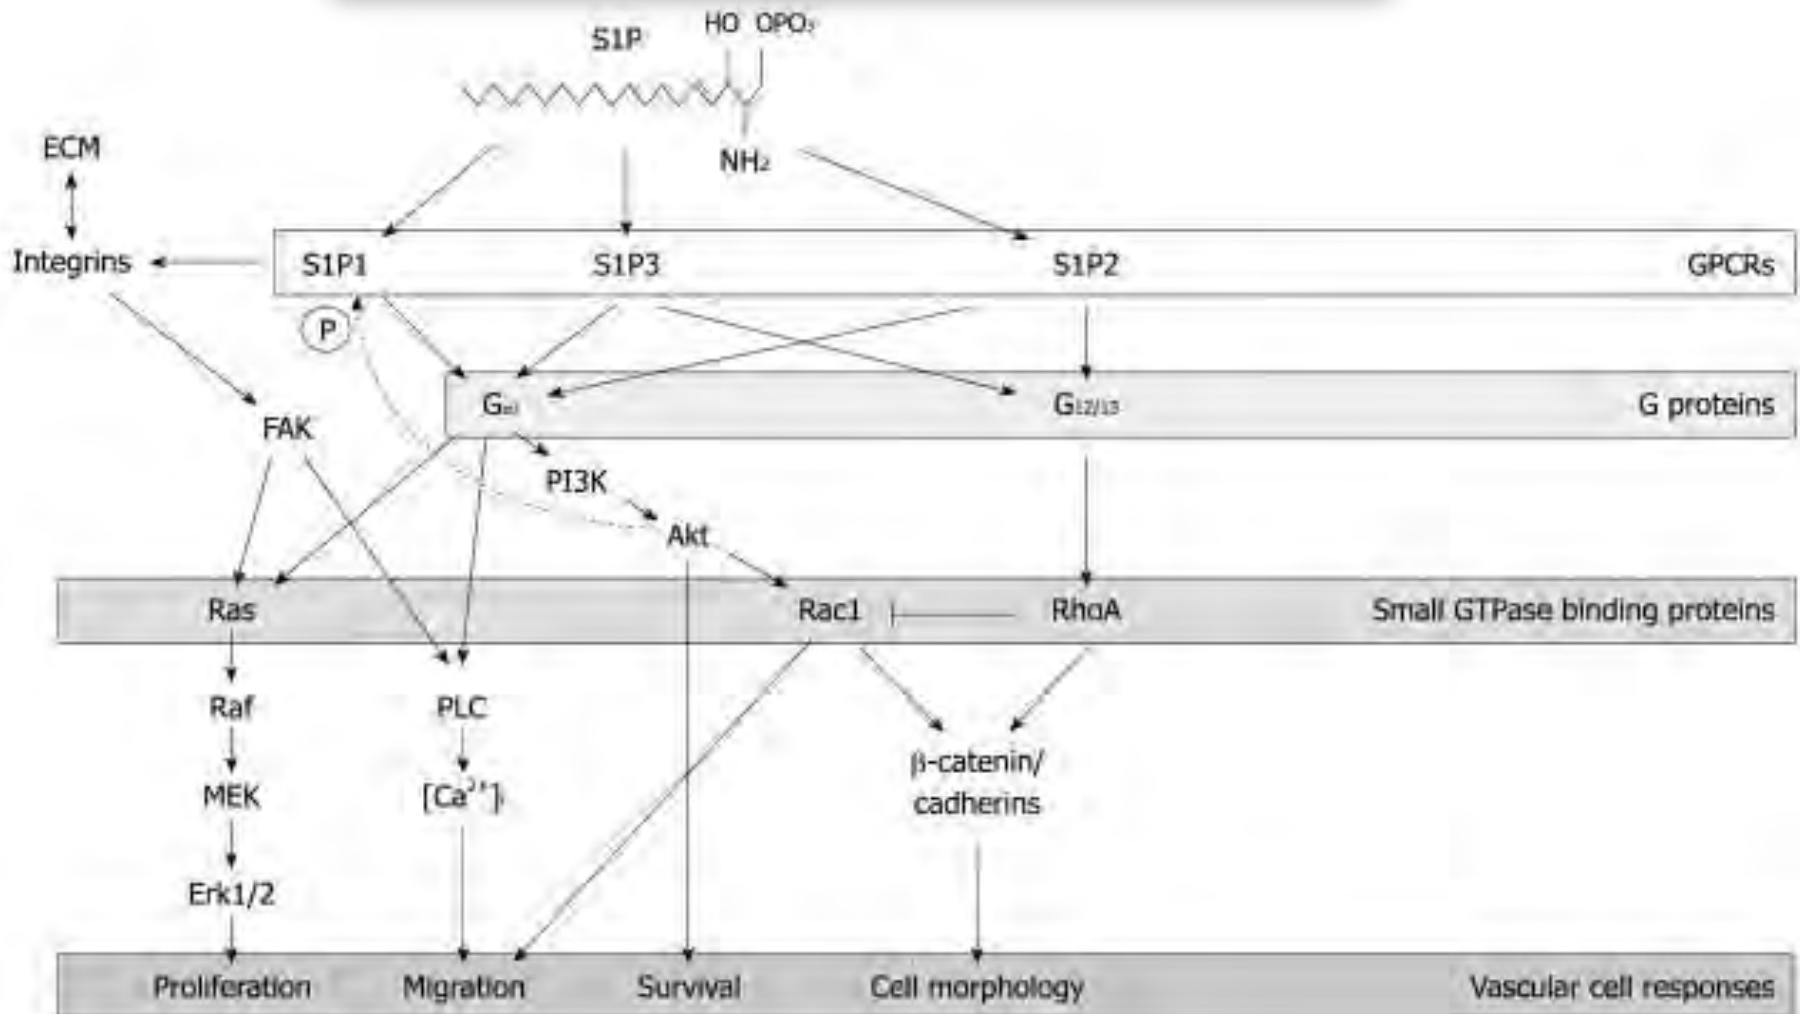 S1P
HO OPO₃
NH₂
ECM
Integrins
S1P1 S1P3 S1P2 GPCRs
P
G G12/13 G proteins
FAK
PI3K
Akt
Ras Rac1 RhoA Small GTPase binding proteins
Raf PLC
β-catenin/
cadherins
MEK [Ca²⁺]i
Erk1/2
Proliferation Migration Survival Cell morphology Vascular cell responses